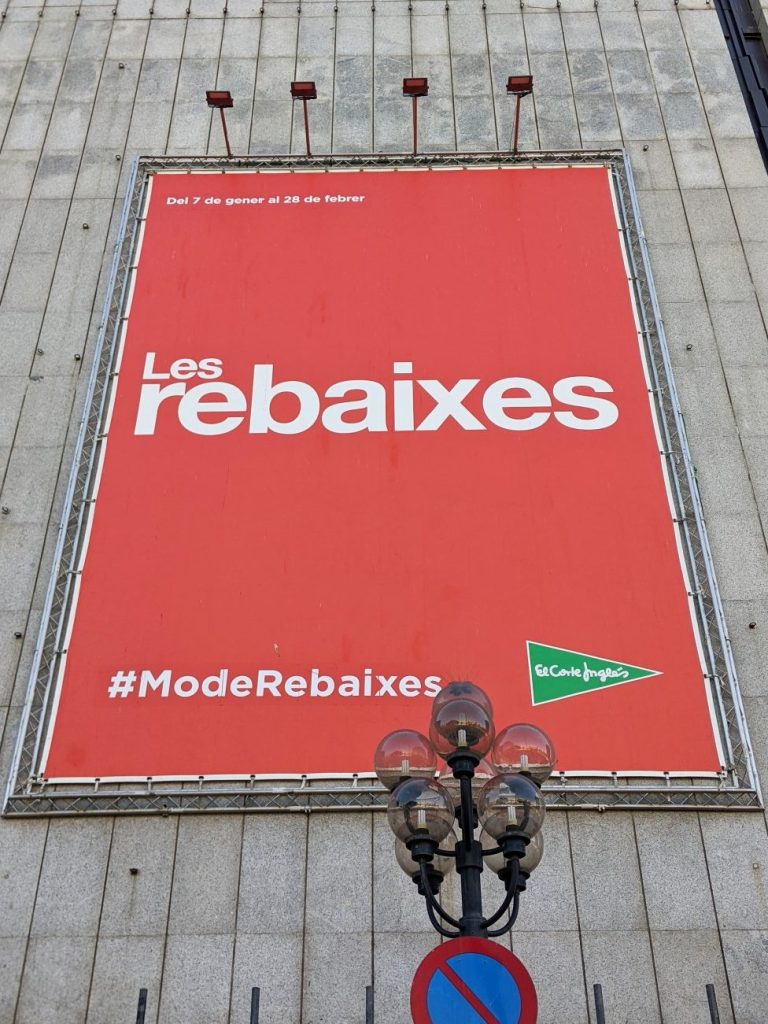 Del 7 de gener al 28 de febrer
Les
rebaixes
#ModeRebaixes
El Corte Inglés